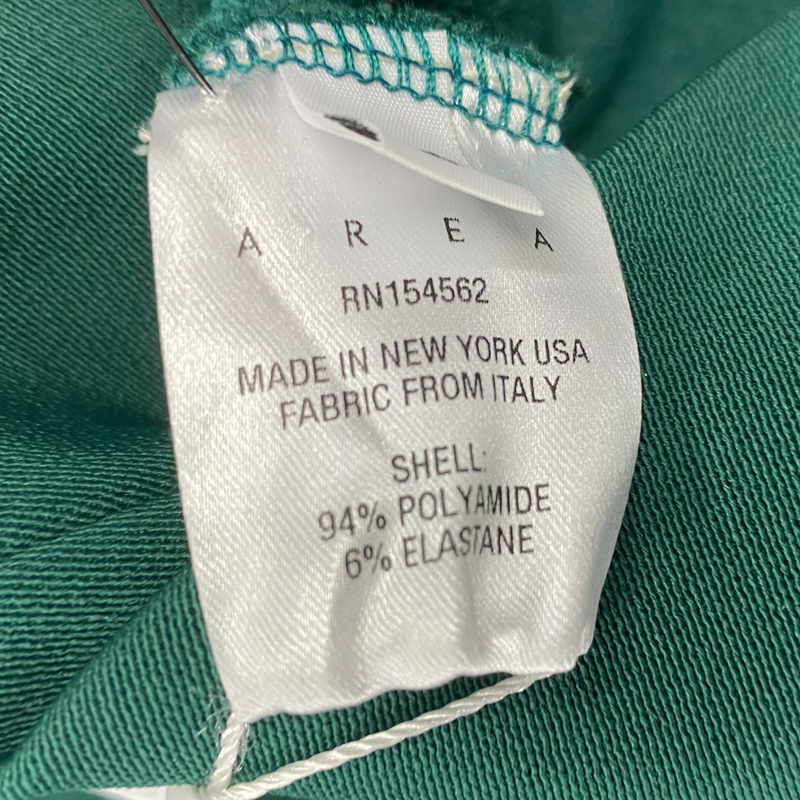 A R E A
RN154562
MADE IN NEW YORK USA
FABRIC FROM ITALY
SHELL:
94% POLYAMIDE
6% ELASTANE